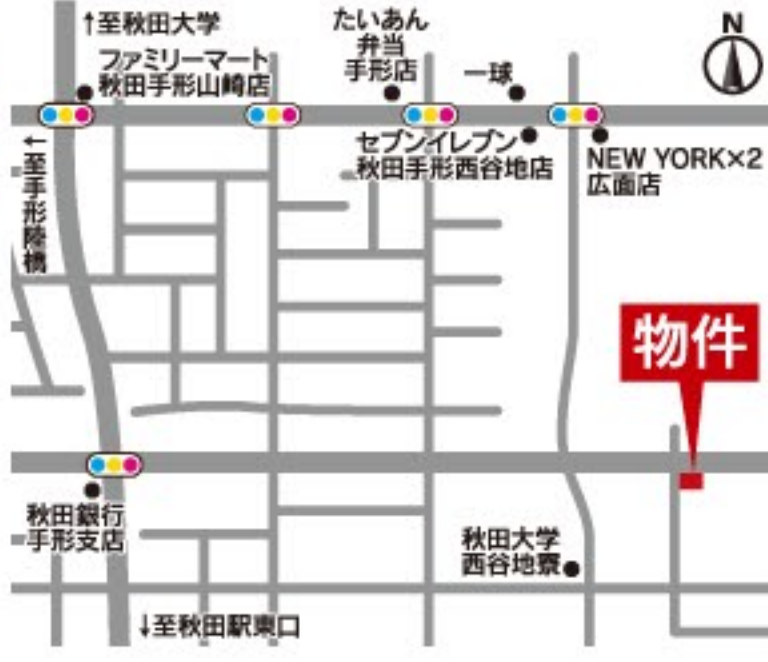 ↑至秋田大学
ファミリーマート
秋田手形山崎店
たいあん
弁当
手形店
一球
N
セブンイレブン
秋田手形西谷地店
NEW YORK×2
広面店
←至手形陸橋
物件
秋田銀行
手形支店
秋田大学
西谷地寮
↓至秋田駅東口